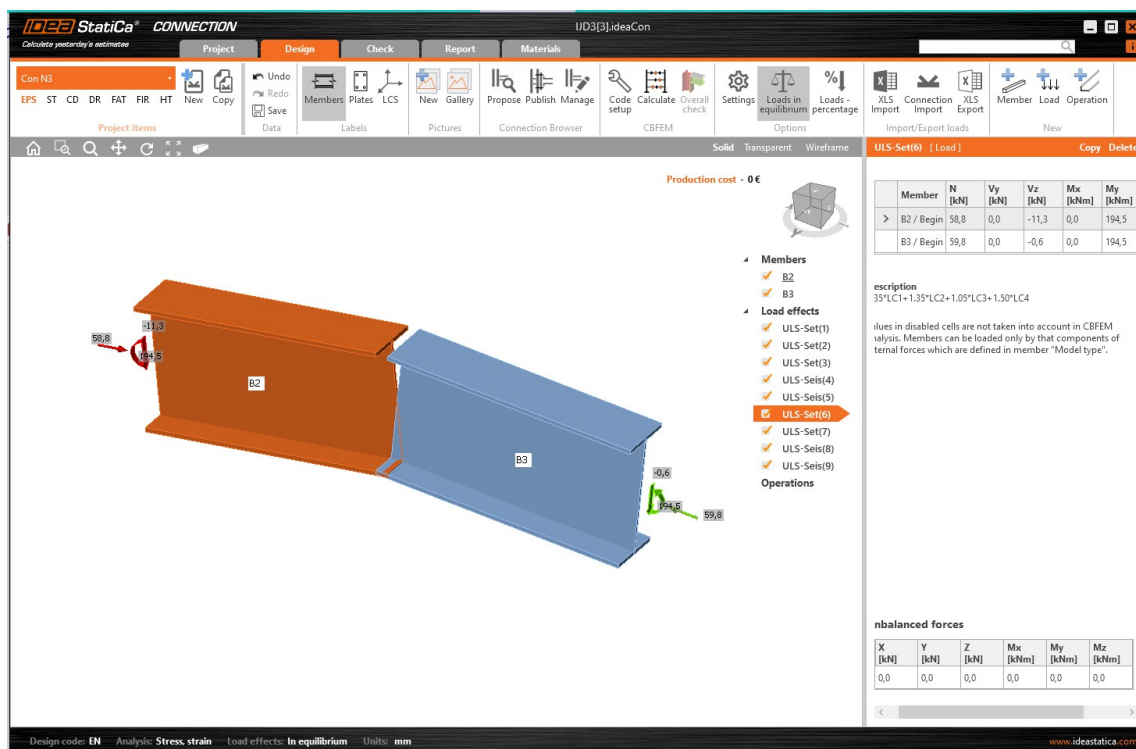 IDEA StatiCa® CONNECTION
IJD3[3].ideaCon
Calculate yesterday's estimates
Project Design Check Report Materials
Con N3
EPS ST CD DR FAT FIR HT
New Copy
Undo
Redo
Save
Members Plates LCS
New Gallery
Propose Publish Manage
Code setup Calculate Overall check
Settings Loads in equilibrium Loads - percentage
XLS Import Connection Import XLS Export
Member Load Operation
Project items Data Labels Pictures Connection Browser CBFEM Options Import/Export loads New
Solid Transparent Wireframe
ULS-Set(6) [Load] Copy Delete
Production cost - 0 €
Members
B2
B3
Load effects
ULS-Set(1)
ULS-Set(2)
ULS-Set(3)
ULS-Seis(4)
ULS-Seis(5)
ULS-Set(6)
ULS-Set(7)
ULS-Seis(8)
ULS-Seis(9)
Operations
-11,3
58,8
194,5
B2
B3
-0,6
194,5
59,8
Member N [kN] Vy [kN] Vz [kN] Mx [kNm] My [kNm]
> B2 / Begin 58,8 0,0 -11,3 0,0 194,5
B3 / Begin 59,8 0,0 -0,6 0,0 194,5
escription
35*LC1+1.35*LC2+1.05*LC3+1.50*LC4
lues in disabled cells are not taken into account in CBFEM
nalysis. Members can be loaded only by that components of
ternal forces which are defined in member "Model type".
nbalanced forces
X [kN] Y [kN] Z [kN] Mx [kNm] My [kNm] Mz [kNm]
0,0 0,0 0,0 0,0 0,0 0,0
Design code: EN Analysis: Stress, strain Load effects: In equilibrium Units: mm
www.ideastatica.com